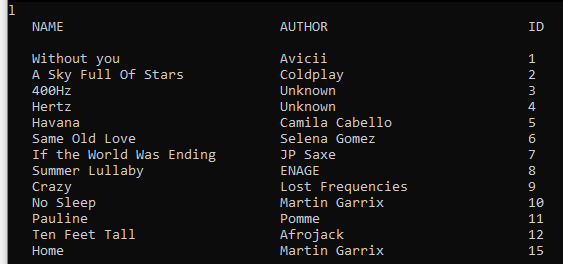 l
NAME AUTHOR ID
Without you Avicii 1
A Sky Full Of Stars Coldplay 2
400Hz Unknown 3
Hertz Unknown 4
Havana Camila Cabello 5
Same Old Love Selena Gomez 6
If the World Was Ending JP Saxe 7
Summer Lullaby ENAGE 8
Crazy Lost Frequencies 9
No Sleep Martin Garrix 10
Pauline Pomme 11
Ten Feet Tall Afrojack 12
Home Martin Garrix 15